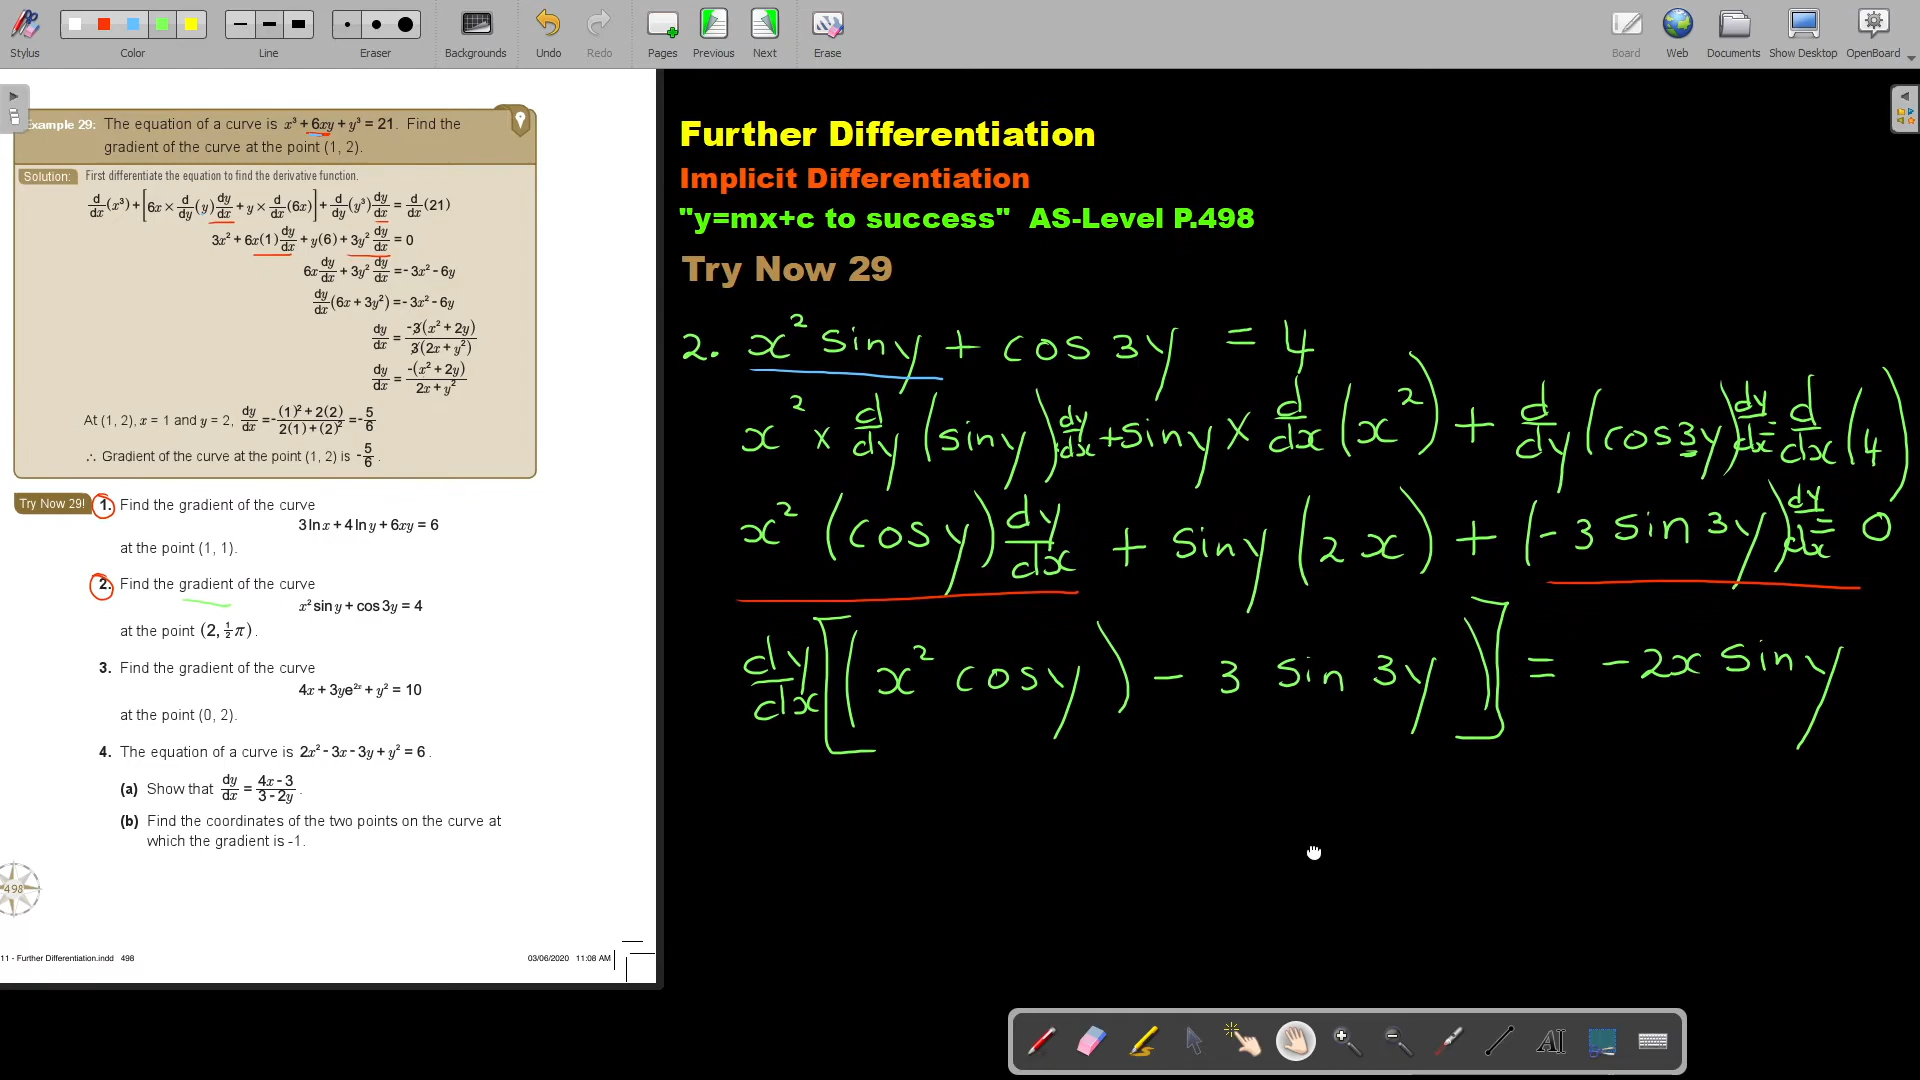 Stylus Color Line Eraser Backgrounds Undo Redo Pages Previous Next Erase Board Web Documents Show Desktop OpenBoard
Example 29: The equation of a curve is x³ + 6xy + y³ = 21. Find the
gradient of the curve at the point (1, 2).
Solution: First differentiate the equation to find the derivative function.
d/dx (x³) + [6x × d/dy (y) dy/dx + y × d/dx (6x)] + d/dy (y³) dy/dx = d/dx (21)
3x² + 6x(1) dy/dx + y(6) + 3y² dy/dx = 0
6x dy/dx + 3y² dy/dx = -3x² - 6y
dy/dx (6x + 3y²) = -3x² - 6y
dy/dx = -3(x² + 2y) / 3(2x + y²)
dy/dx = -(x² + 2y) / 2x + y²
At (1, 2), x = 1 and y = 2, dy/dx = -(1)² + 2(2) / 2(1) + (2)² = -5/6
∴ Gradient of the curve at the point (1, 2) is -5/6 .
Try Now 29! 1. Find the gradient of the curve
3 ln x + 4 ln y + 6xy = 6
at the point (1, 1).
2. Find the gradient of the curve
x² sin y + cos 3y = 4
at the point (2, ½π).
3. Find the gradient of the curve
4x + 3ye²ˣ + y² = 10
at the point (0, 2).
4. The equation of a curve is 2x² - 3x - 3y + y² = 6.
(a) Show that dy/dx = 4x - 3 / 3 - 2y .
(b) Find the coordinates of the two points on the curve at
which the gradient is -1.
498
11 - Further Differentiation.indd 498 03/06/2020 11:08 AM
Further Differentiation
Implicit Differentiation
"y=mx+c to success" AS-Level P.498
Try Now 29
2. x² sin y + cos 3y = 4
x² × d/dy (sin y) dy/dx + sin y × d/dx (x²) + d/dy (cos 3y) dy/dx = d/dx (4)
x² (cos y) dy/dx + sin y (2x) + (-3 sin 3y) dy/dx = 0
dy/dx [(x² cos y) - 3 sin 3y)] = -2x sin y